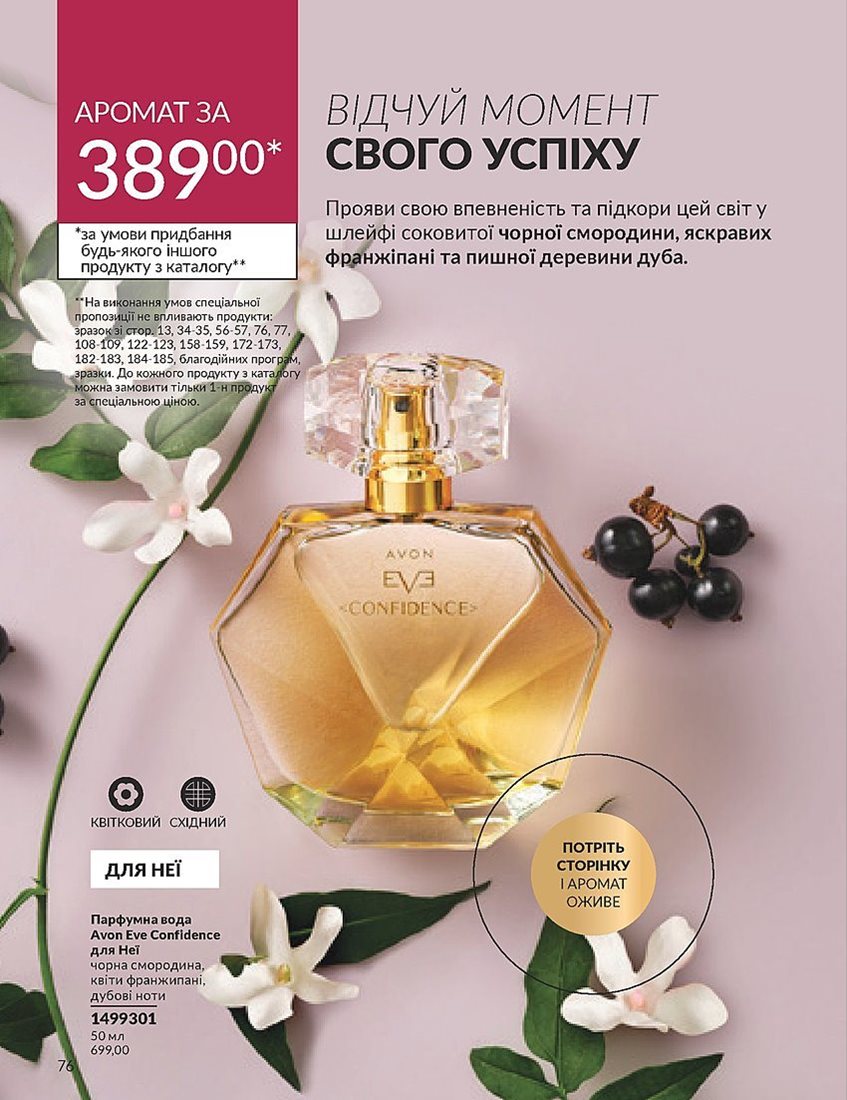 АРОМАТ ЗА
389⁰⁰*
*за умови придбання
будь-якого іншого
продукту з каталогу**
**На виконання умов спеціальної
пропозиції не впливають продукти:
зразок зі стор. 13, 34-35, 56-57, 76, 77,
108-109, 122-123, 158-159, 172-173,
182-183, 184-185, благодійних програм,
зразки. До кожного продукту з каталогу
можна замовити тільки 1-н продукт
за спеціальною ціною.
ВІДЧУЙ МОМЕНТ
СВОГО УСПІХУ
Прояви свою впевненість та підкори цей світ у
шлейфі соковитої чорної смородини, яскравих
франжіпані та пишної деревини дуба.
AVON
EVE
<CONFIDENCE>
КВІТКОВИЙ СХІДНИЙ
ДЛЯ НЕЇ
Парфумна вода
Avon Eve Confidence
для Неї
чорна смородина,
квіти франжипані,
дубові ноти
1499301
50 мл
699,00
ПОТРІТЬ
СТОРІНКУ
І АРОМАТ
ОЖИВЕ
76